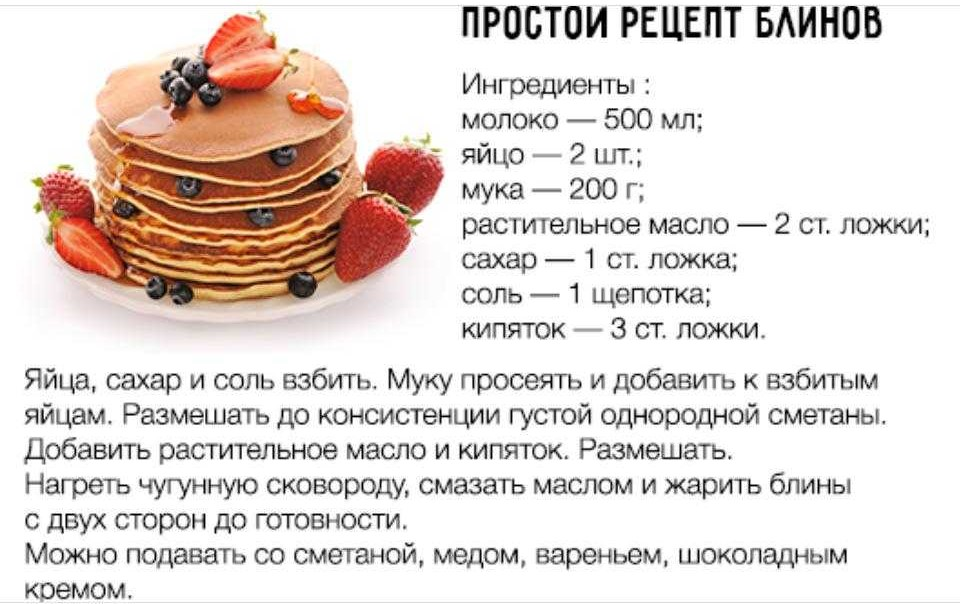 ПРОСТОЙ РЕЦЕПТ БЛИНОВ
Ингредиенты :
молоко — 500 мл;
яйцо — 2 шт.;
мука — 200 г;
растительное масло — 2 ст. ложки;
сахар — 1 ст. ложка;
соль — 1 щепотка;
кипяток — 3 ст. ложки.
Яйца, сахар и соль взбить. Муку просеять и добавить к взбитым
яйцам. Размешать до консистенции густой однородной сметаны.
Добавить растительное масло и кипяток. Размешать.
Нагреть чугунную сковороду, смазать маслом и жарить блины
с двух сторон до готовности.
Можно подавать со сметаной, медом, вареньем, шоколадным
кремом.